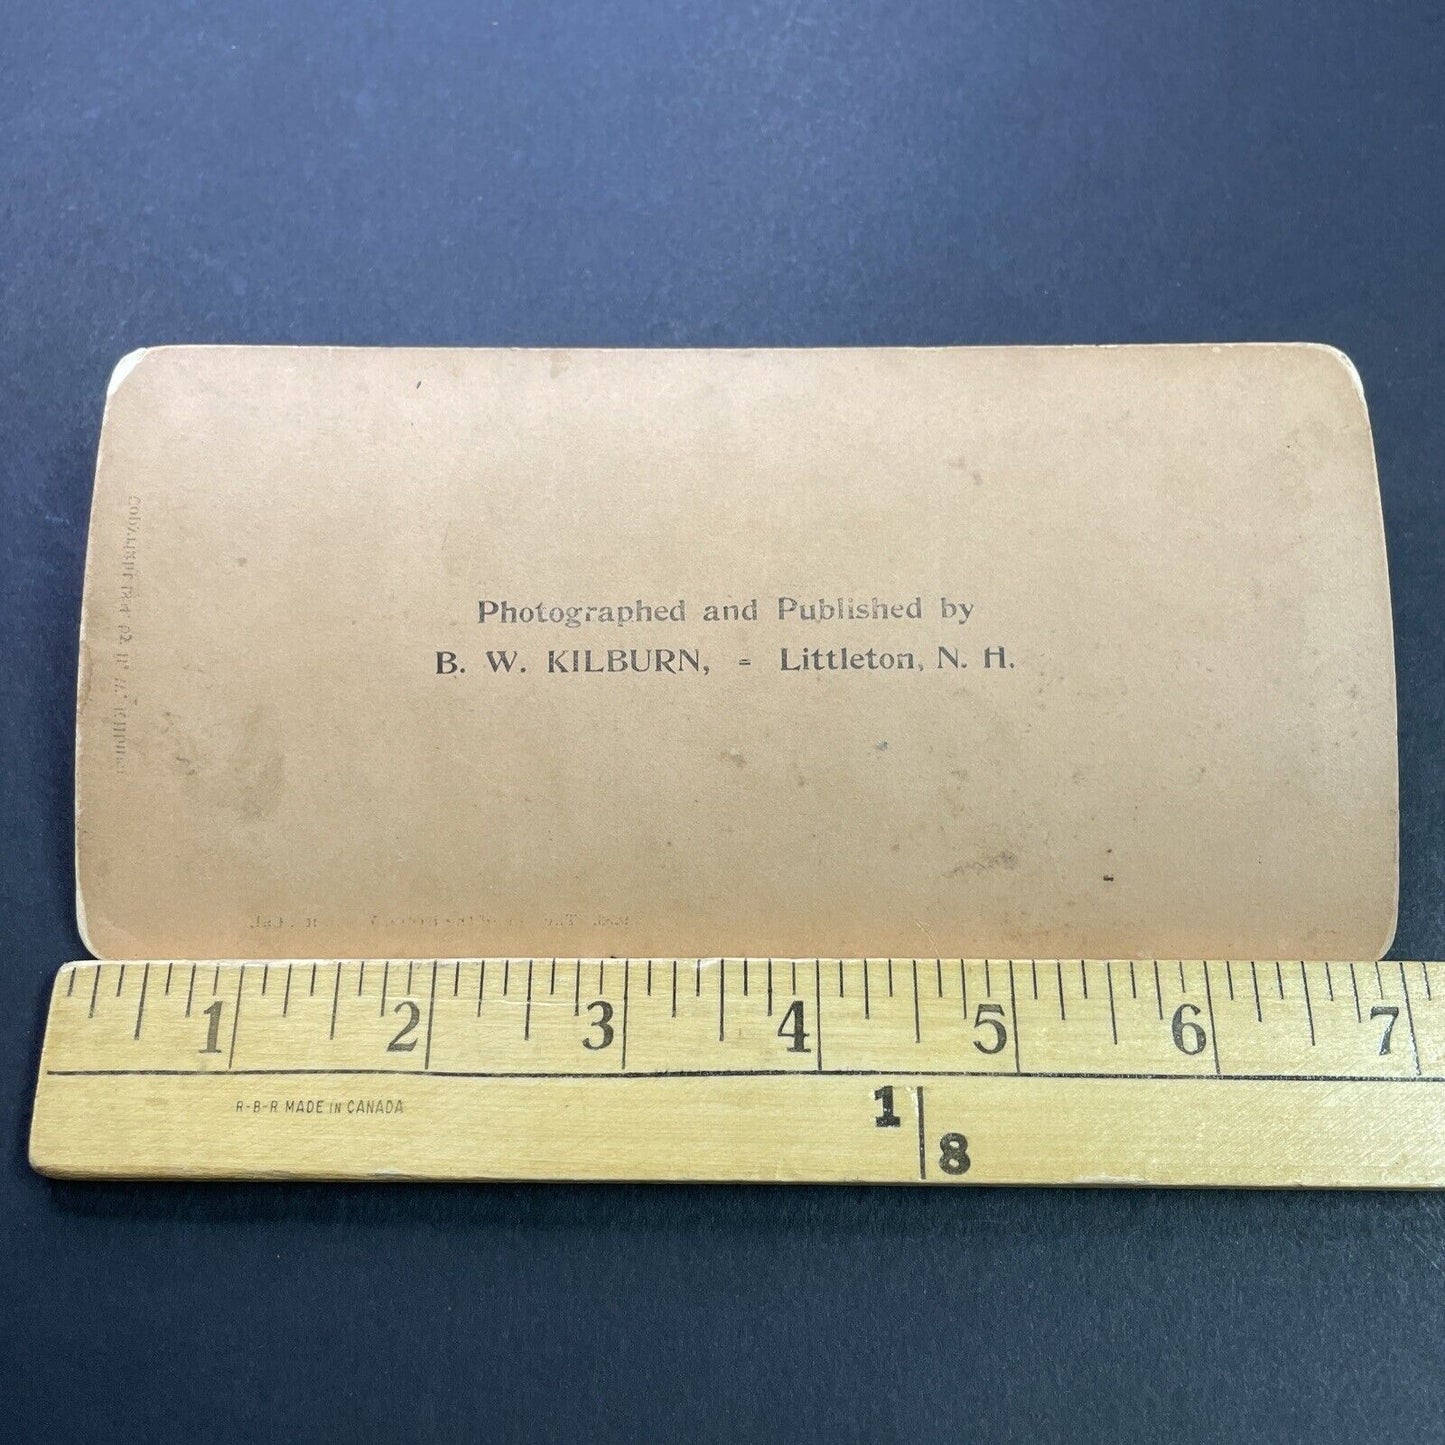 Photographed and Published by
B. W. KILBURN, = Littleton, N. H.
1 2 3 4 5 6 7
R-B-R MADE IN CANADA
1
8